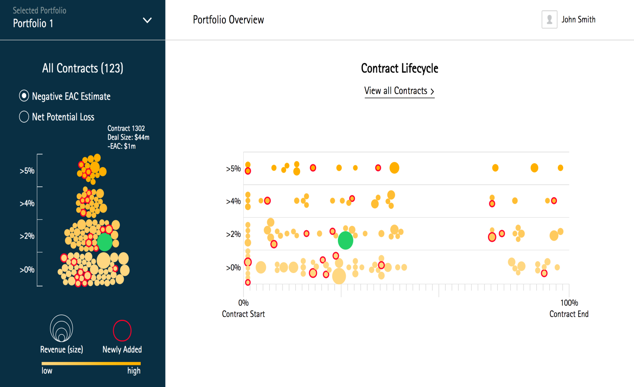 Selected Portfolio
Portfolio 1
Portfolio Overview
John Smith
All Contracts (123)
Negative EAC Estimate
Net Potential Loss
Contract 1302
Deal Size: $44m
-EAC: $1m
>5%
>4%
>2%
>0%
Revenue (size)
Newly Added
low
high
Contract Lifecycle
View all Contracts >
>5%
>4%
>2%
>0%
0%
100%
Contract Start
Contract End